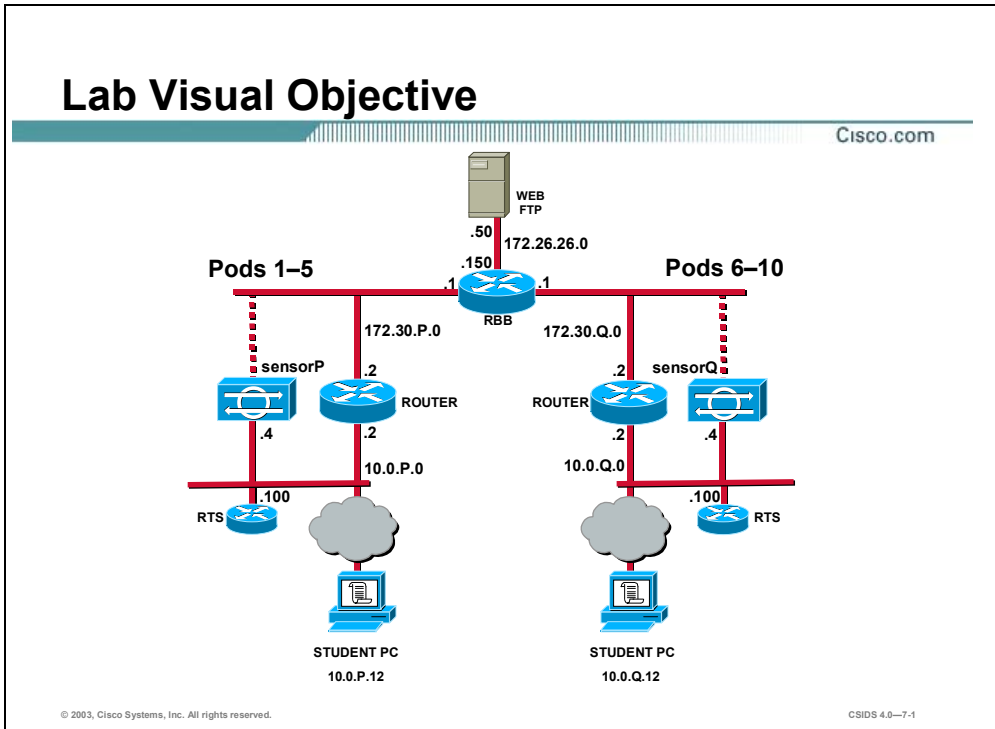 Lab Visual Objective
Cisco.com
WEB
FTP
.50
172.26.26.0
Pods 1–5
.150
Pods 6–10
.1
.1
RBB
172.30.P.0
172.30.Q.0
sensorP
.2
.2
sensorQ
ROUTER
ROUTER
.4
.2
.2
.4
10.0.P.0
10.0.Q.0
.100
.100
RTS
RTS
STUDENT PC
STUDENT PC
10.0.P.12
10.0.Q.12
© 2003, Cisco Systems, Inc. All rights reserved.
CSIDS 4.0—7-1